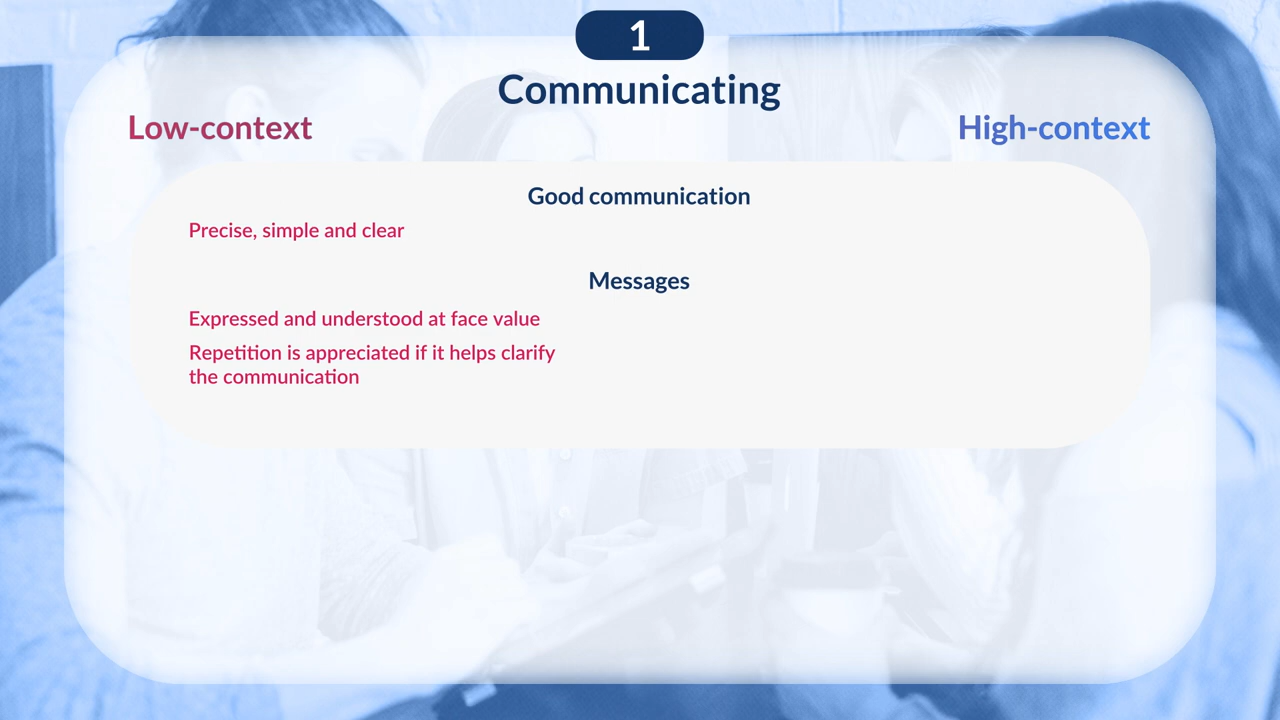 1
Communicating
Low-context
High-context
Good communication
Precise, simple and clear
Messages
Expressed and understood at face value
Repetition is appreciated if it helps clarify
the communication